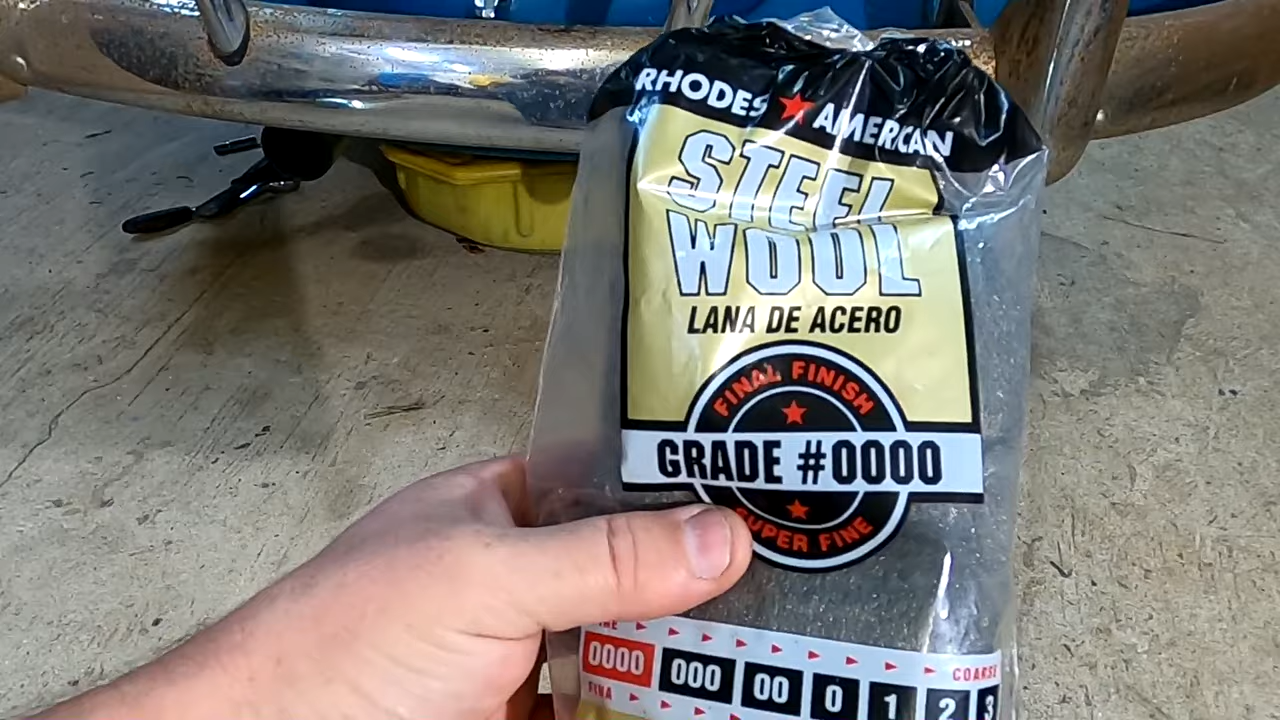 RHODES AMERICAN
STEEL
WOOL
LANA DE ACERO
FINAL FINISH
GRADE #0000
SUPER FINE
COARSE
0000 000 00 0 1 2 3
FINA